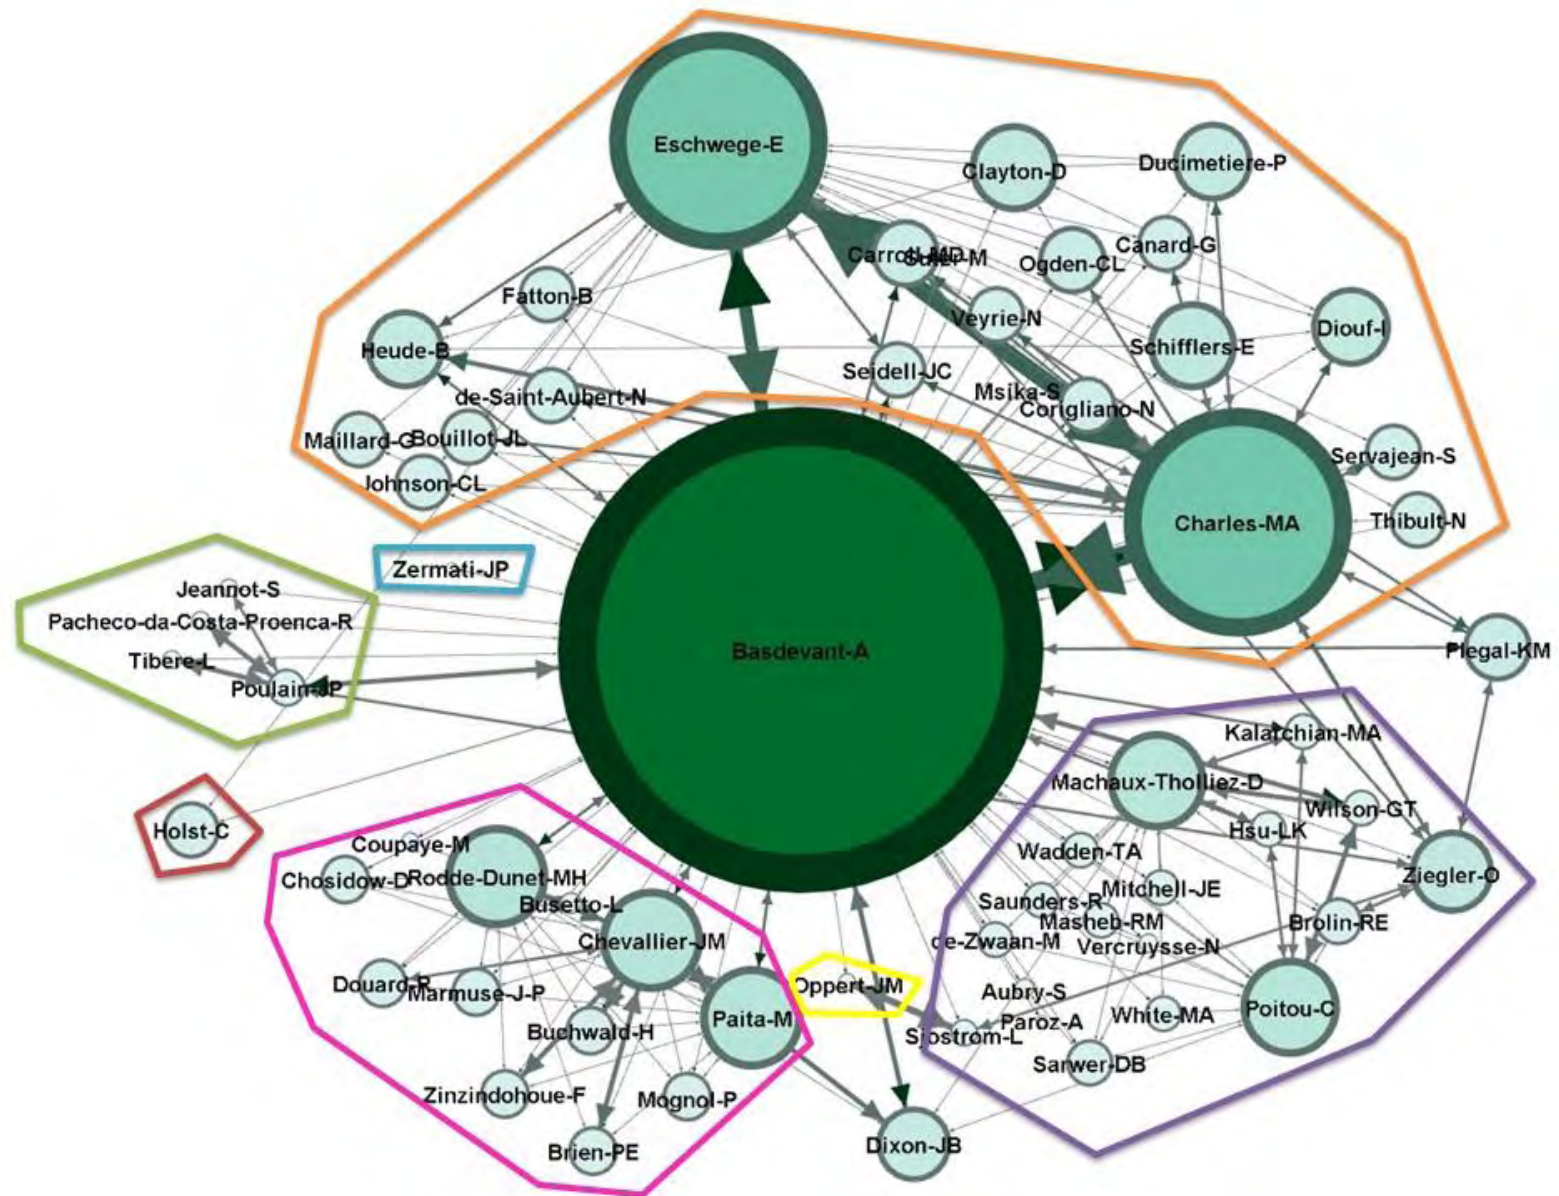 Eschwege-E
Clayton-D
Ducimetiere-P
Carrol-MD
Suter-M
Ogden-CL
Canard-G
Fatton-B
Veyrie-N
Diouf-I
Heude-B
Schifflers-E
Seidell-JC
de-Saint-Aubert-N
Msika-S
Corigliano-N
Maillard-G
Bouillot-JL
Servajean-S
Johnson-CL
Charles-MA
Thibult-N
Zermati-JP
Jeannot-S
Pacheco-da-Costa-Proenca-R
Basdevant-A
Flegal-KM
Tibere-L
Poulain-JP
Kalarchian-MA
Machaux-Tholliez-D
Wilson-GT
Holst-C
Hsu-LK
Coupaye-M
Wadden-TA
Chosidow-D
Rodde-Dunet-MH
Ziegler-O
Mitchell-JE
Busetto-L
Saunders-R
Masheb-RM
Brolin-RE
Chevallier-JM
de-Zwaan-M
Vercruysse-N
Douard-R
Marmuse-J-P
Oppert-JM
Aubry-S
Poitou-C
Paita-M
White-MA
Paroz-A
Buchwald-H
Sjostrom-L
Sarwer-DB
Zinzindohoue-F
Mognol-P
Dixon-JB
Brien-PE